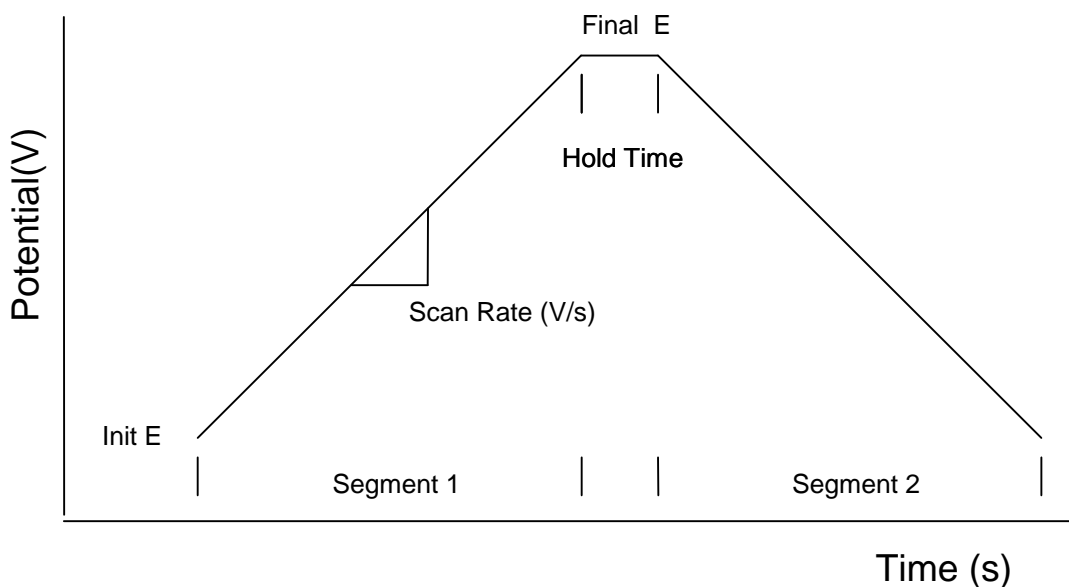 Final E
Hold Time
Potential(V)
Scan Rate (V/s)
Init E
Segment 1
Segment 2
Time (s)